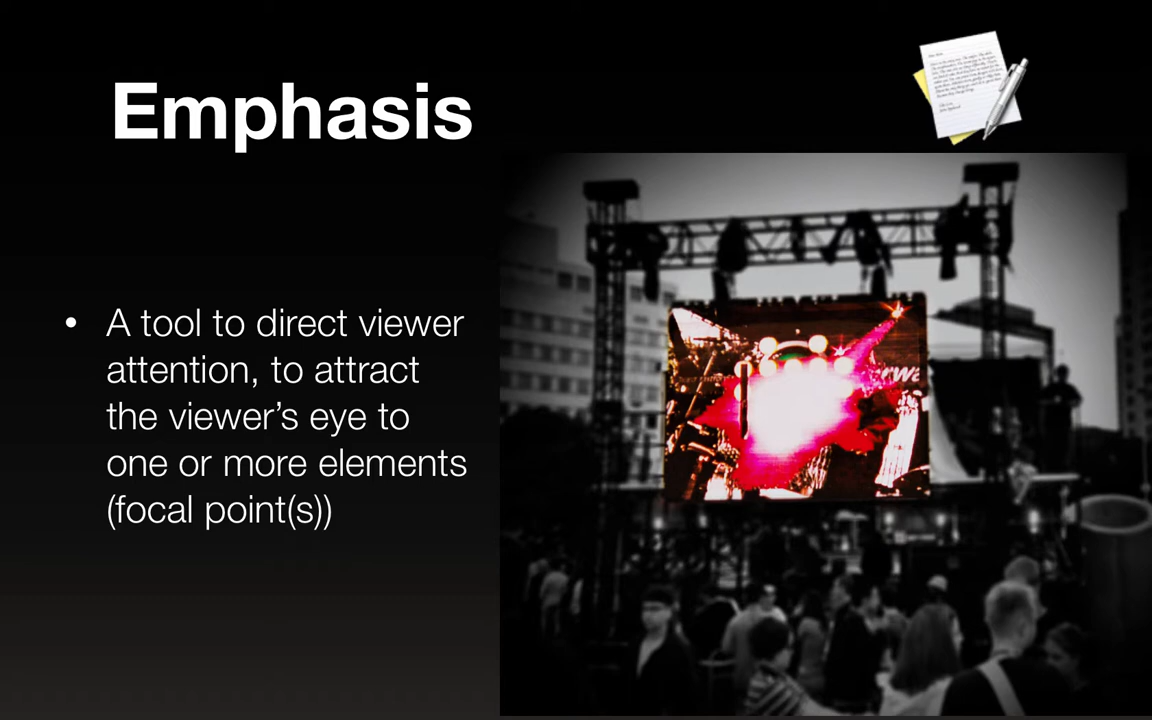 Emphasis
• A tool to direct viewer
attention, to attract
the viewer’s eye to
one or more elements
(focal point(s))